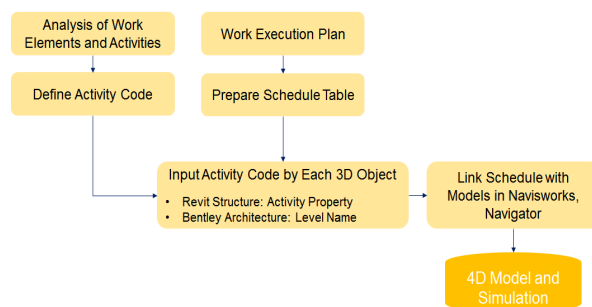 Analysis of Work
Elements and Activities
Work Execution Plan
Define Activity Code
Prepare Schedule Table
Input Activity Code by Each 3D Object
• Revit Structure: Activity Property
• Bentley Architecture: Level Name
Link Schedule with
Models in Navisworks,
Navigator
4D Model and
Simulation